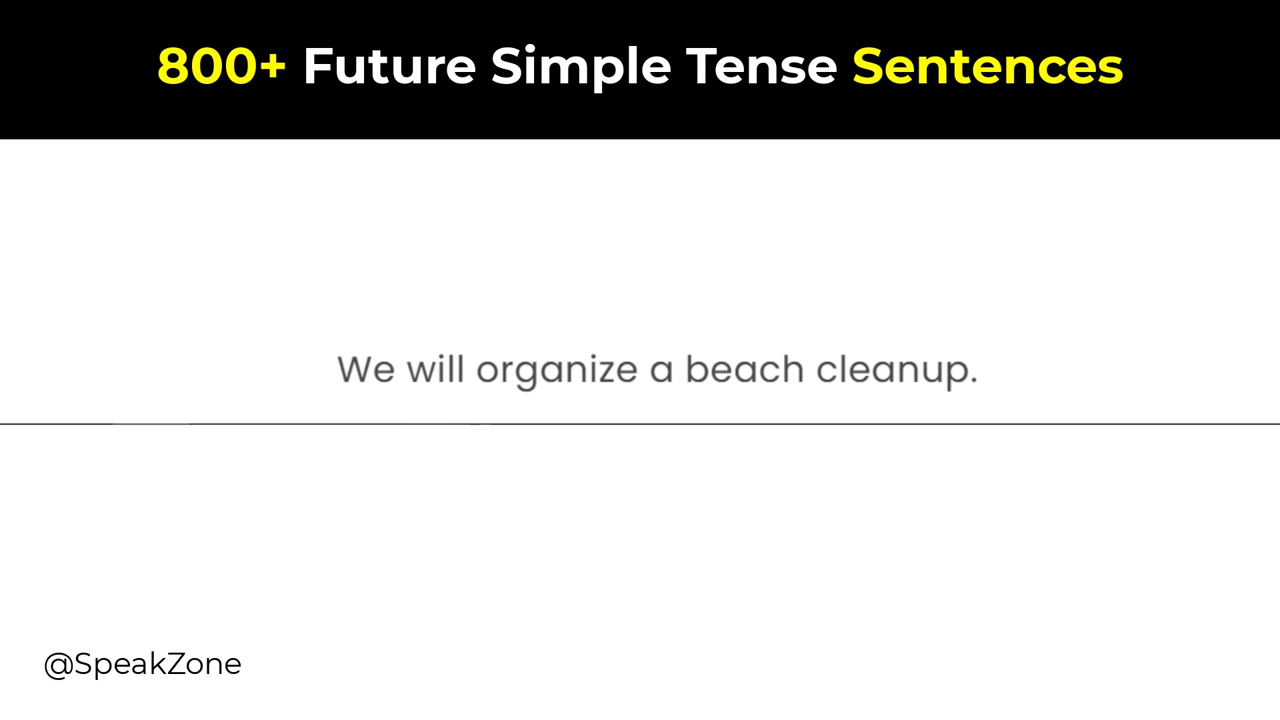 800+ Future Simple Tense Sentences
We will organize a beach cleanup.
@SpeakZone